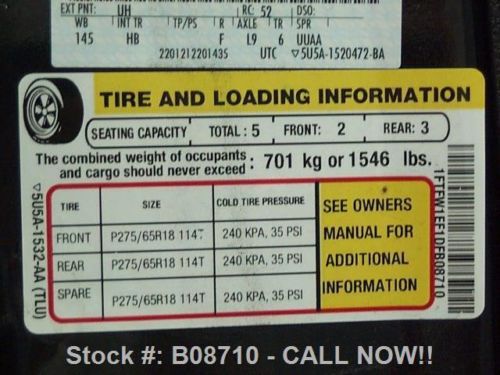 EXT PNT: UH RC: 52 DSO:
WB INT TR TP/PS R AXLE TR SPR
145 HB F L9 6 UUAA
2201212201435 UTC ▽5U5A-1520472-BA
TIRE AND LOADING INFORMATION
SEATING CAPACITY TOTAL : 5 FRONT: 2 REAR: 3
The combined weight of occupants and cargo should never exceed : 701 kg or 1546 lbs.
TIRE SIZE COLD TIRE PRESSURE
FRONT P275/65R18 114T 240 KPA, 35 PSI
REAR P275/65R18 114T 240 KPA, 35 PSI
SPARE P275/65R18 114T 240 KPA, 35 PSI
SEE OWNERS
MANUAL FOR
ADDITIONAL
INFORMATION
▽5U5A-1532-AA (TLU)
1FTFW1EF1DFB08710
Stock #: B08710 - CALL NOW!!